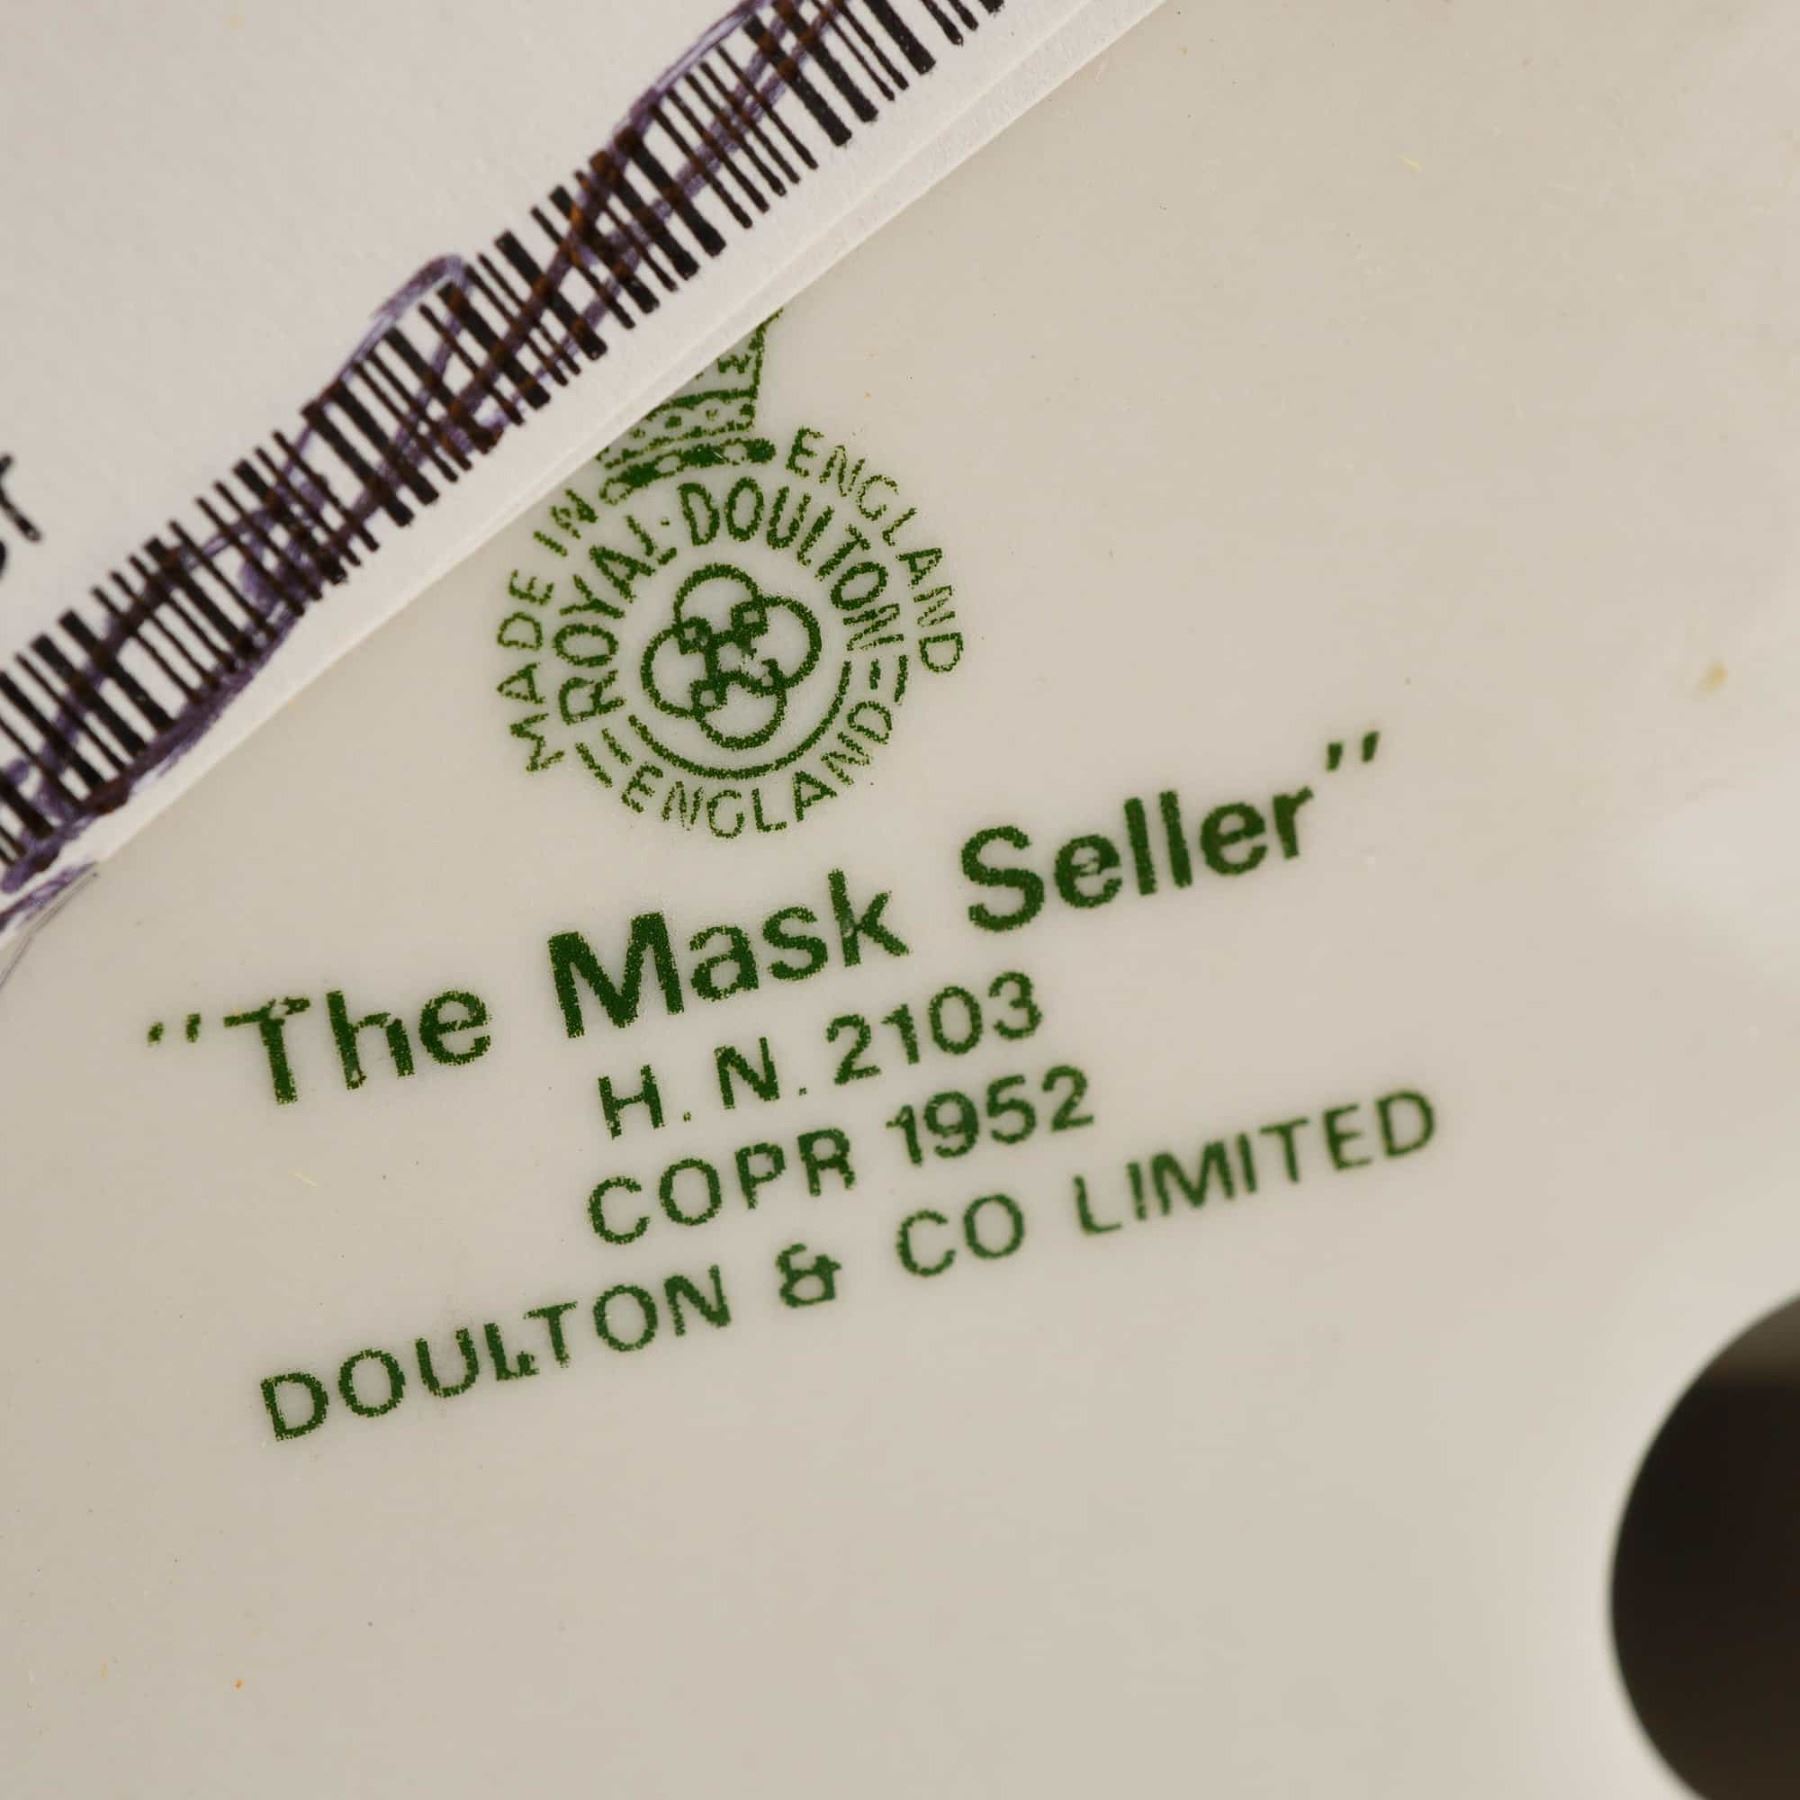 MADE IN ENGLAND
ROYAL·DOULTON
ENGLAND
"The Mask Seller"
H. N. 2103
COPR 1952
DOULTON & CO LIMITED